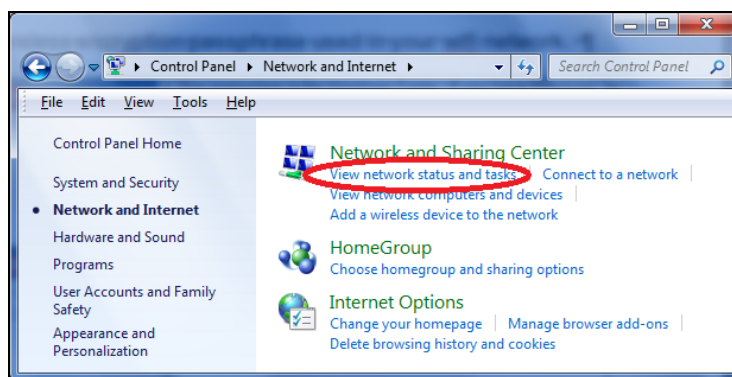 Control Panel ▸ Network and Internet ▸ Search Control Panel
File Edit View Tools Help
Control Panel Home
System and Security
Network and Internet
Hardware and Sound
Programs
User Accounts and Family
Safety
Appearance and
Personalization
Network and Sharing Center
View network status and tasks Connect to a network
View network computers and devices
Add a wireless device to the network
HomeGroup
Choose homegroup and sharing options
Internet Options
Change your homepage Manage browser add-ons
Delete browsing history and cookies